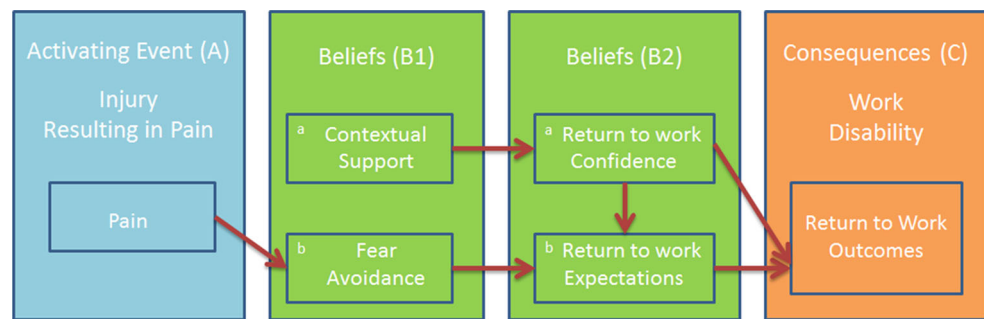 Activating Event (A)
Injury
Resulting in Pain
Pain
Beliefs (B1)
a Contextual
Support
b Fear
Avoidance
Beliefs (B2)
a Return to work
Confidence
b Return to work
Expectations
Consequences (C)
Work
Disability
Return to Work
Outcomes